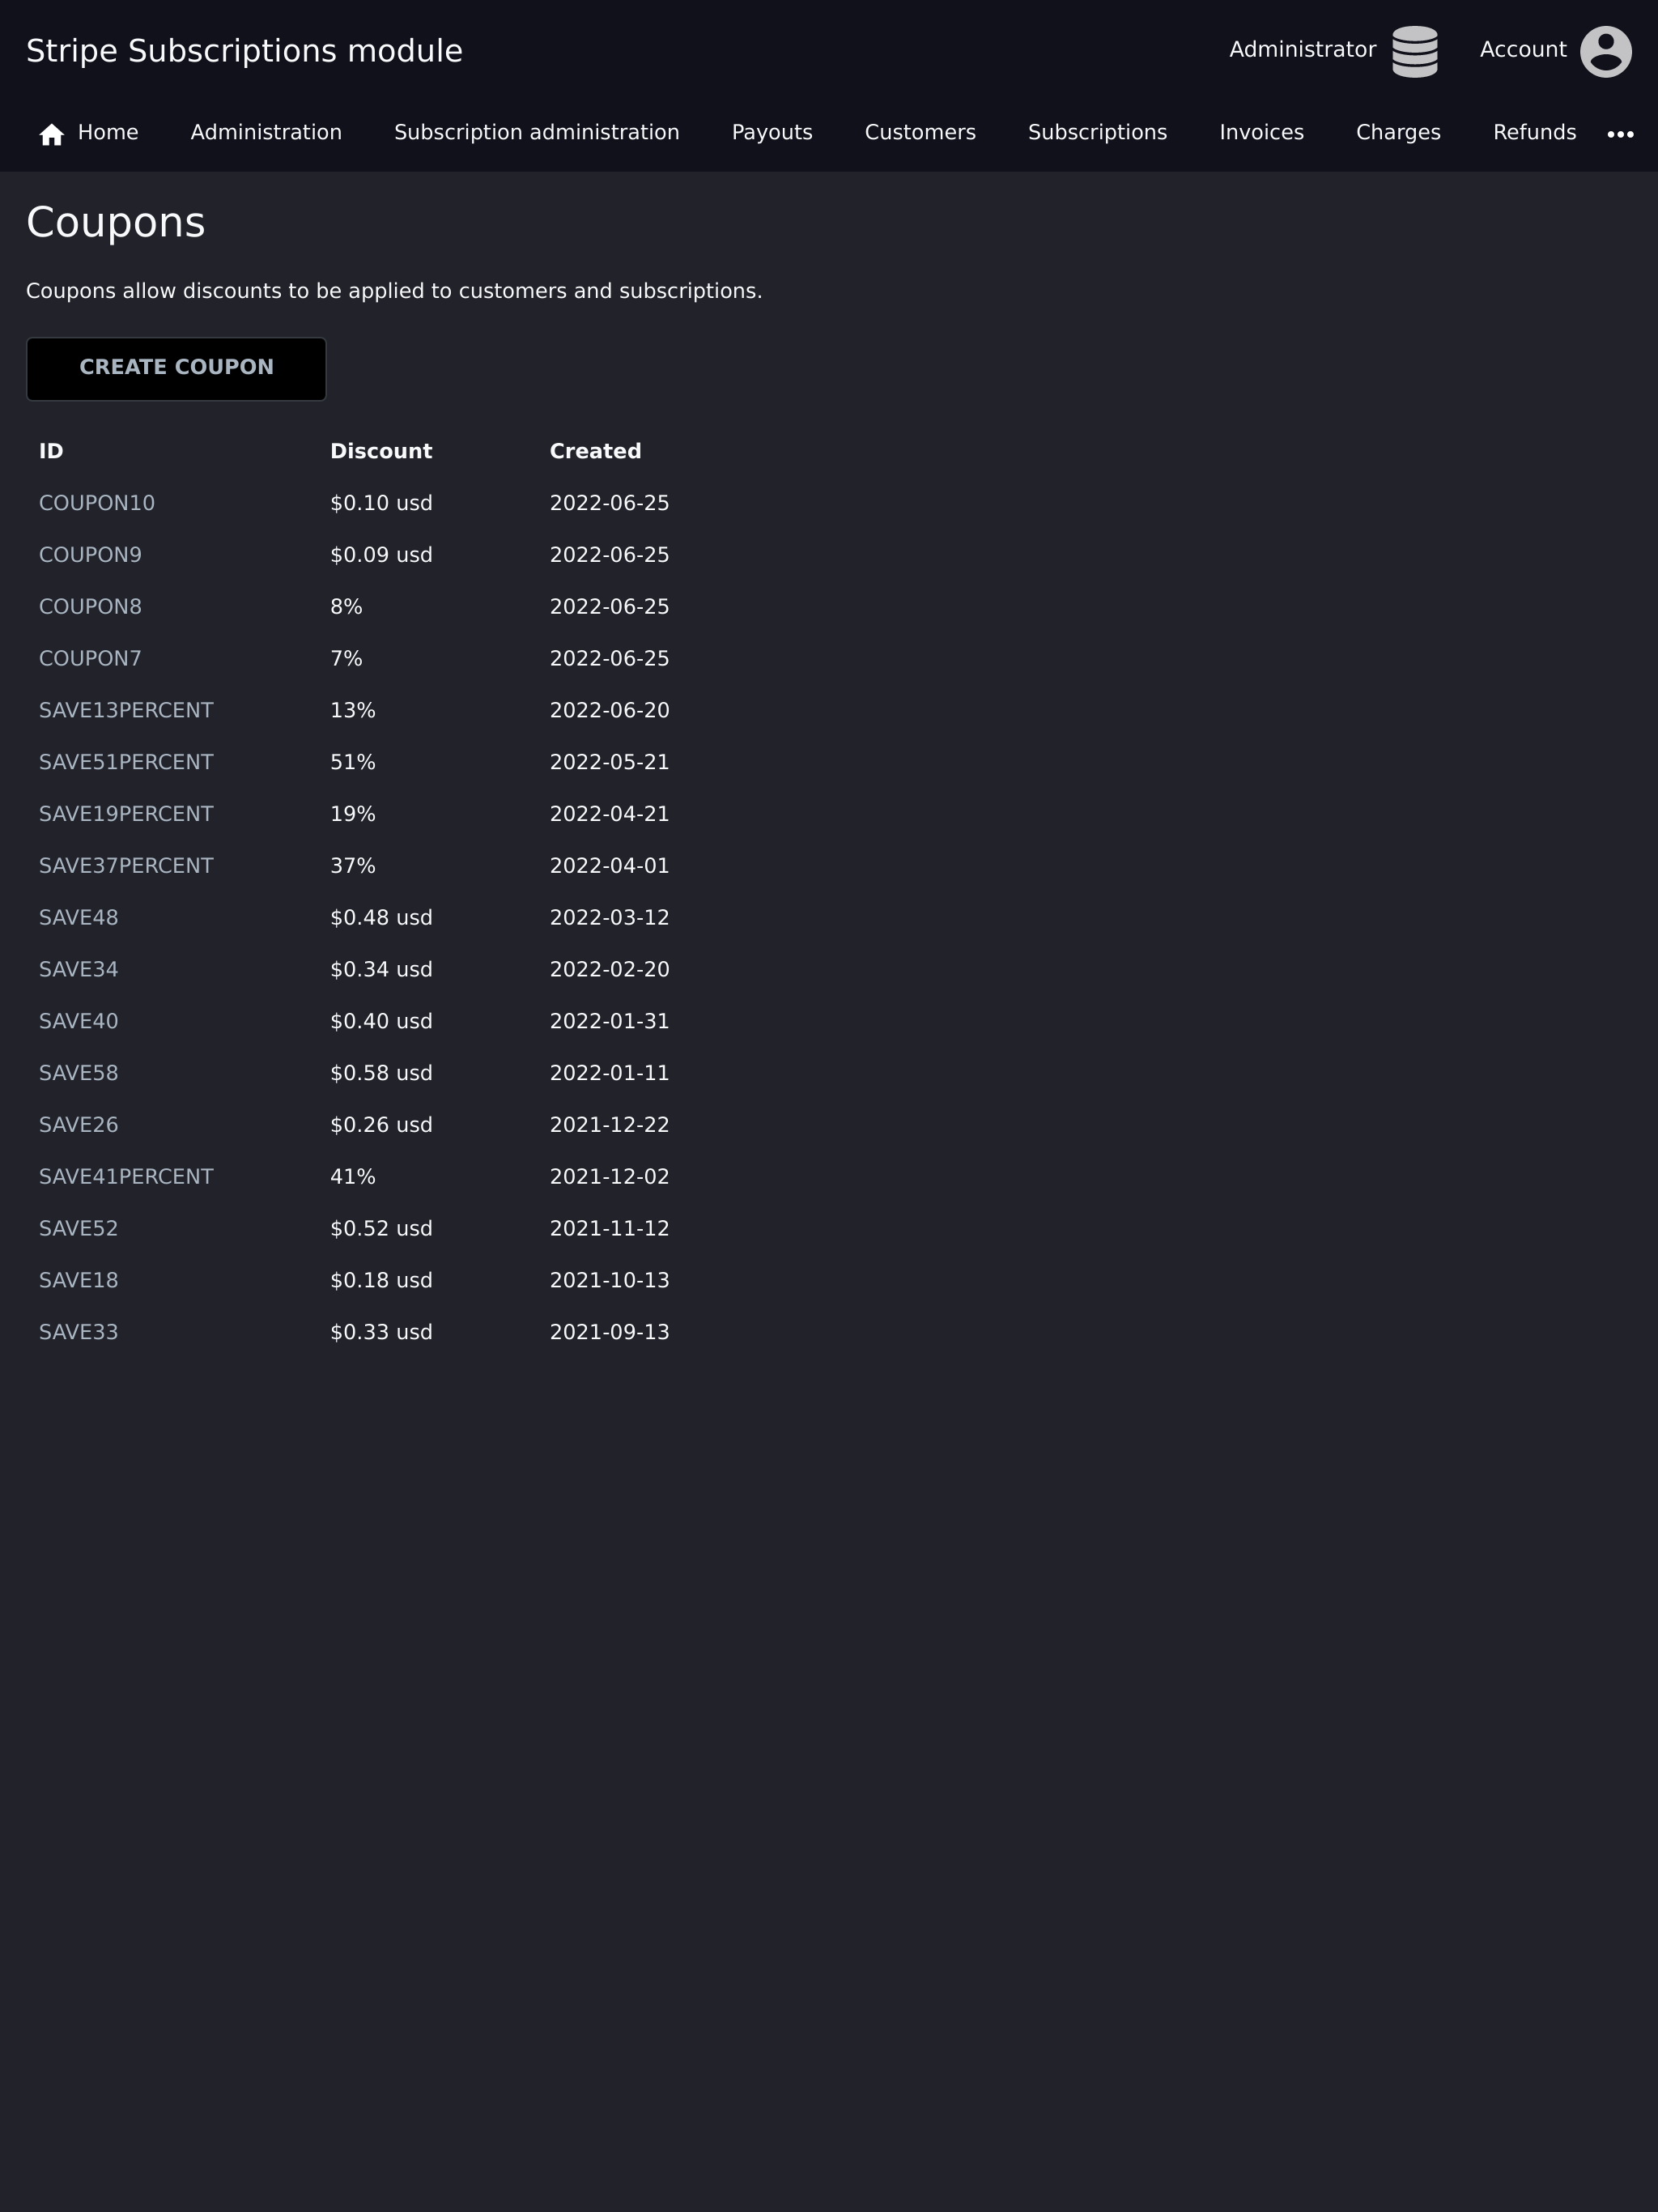 Stripe Subscriptions module Administrator Account
Home Administration Subscription administration Payouts Customers Subscriptions Invoices Charges Refunds
Coupons
Coupons allow discounts to be applied to customers and subscriptions.
CREATE COUPON
ID Discount Created
COUPON10 $0.10 usd 2022-06-25
COUPON9 $0.09 usd 2022-06-25
COUPON8 8% 2022-06-25
COUPON7 7% 2022-06-25
SAVE13PERCENT 13% 2022-06-20
SAVE51PERCENT 51% 2022-05-21
SAVE19PERCENT 19% 2022-04-21
SAVE37PERCENT 37% 2022-04-01
SAVE48 $0.48 usd 2022-03-12
SAVE34 $0.34 usd 2022-02-20
SAVE40 $0.40 usd 2022-01-31
SAVE58 $0.58 usd 2022-01-11
SAVE26 $0.26 usd 2021-12-22
SAVE41PERCENT 41% 2021-12-02
SAVE52 $0.52 usd 2021-11-12
SAVE18 $0.18 usd 2021-10-13
SAVE33 $0.33 usd 2021-09-13